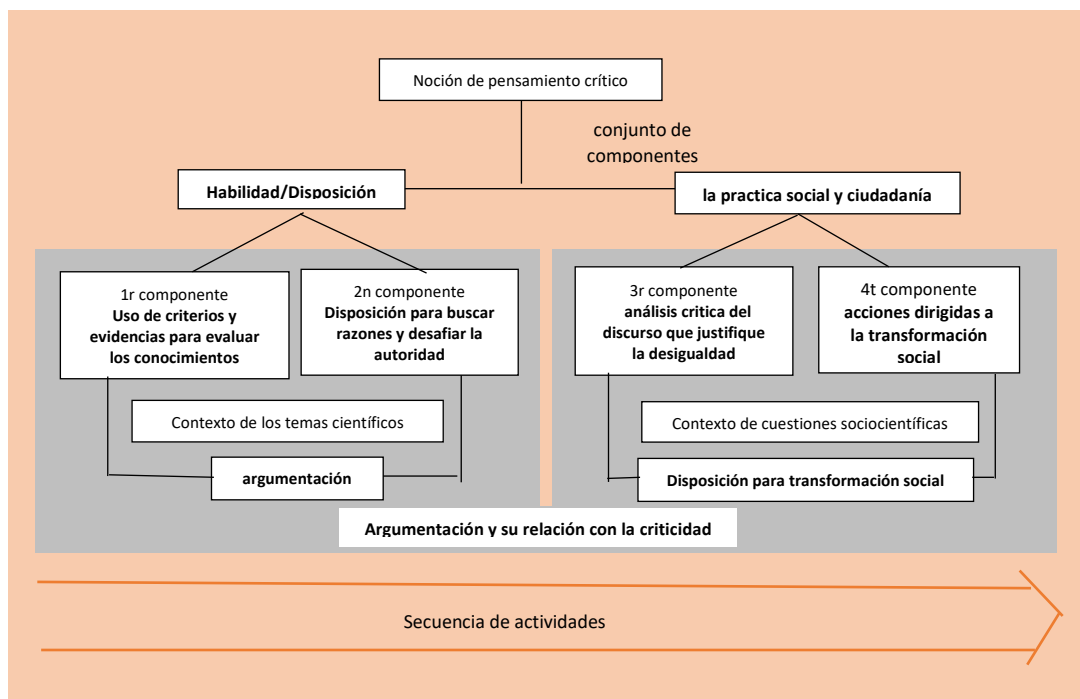 Noción de pensamiento crítico
conjunto de
componentes
Habilidad/Disposición
la practica social y ciudadanía
1r componente
Uso de criterios y
evidencias para evaluar
los conocimientos
2n componente
Disposición para buscar
razones y desafiar la
autoridad
3r componente
análisis critica del
discurso que justifique
la desigualdad
4t componente
acciones dirigidas a
la transformación
social
Contexto de los temas científicos
Contexto de cuestiones sociocientíficas
argumentación
Disposición para transformación social
Argumentación y su relación con la criticidad
Secuencia de actividades